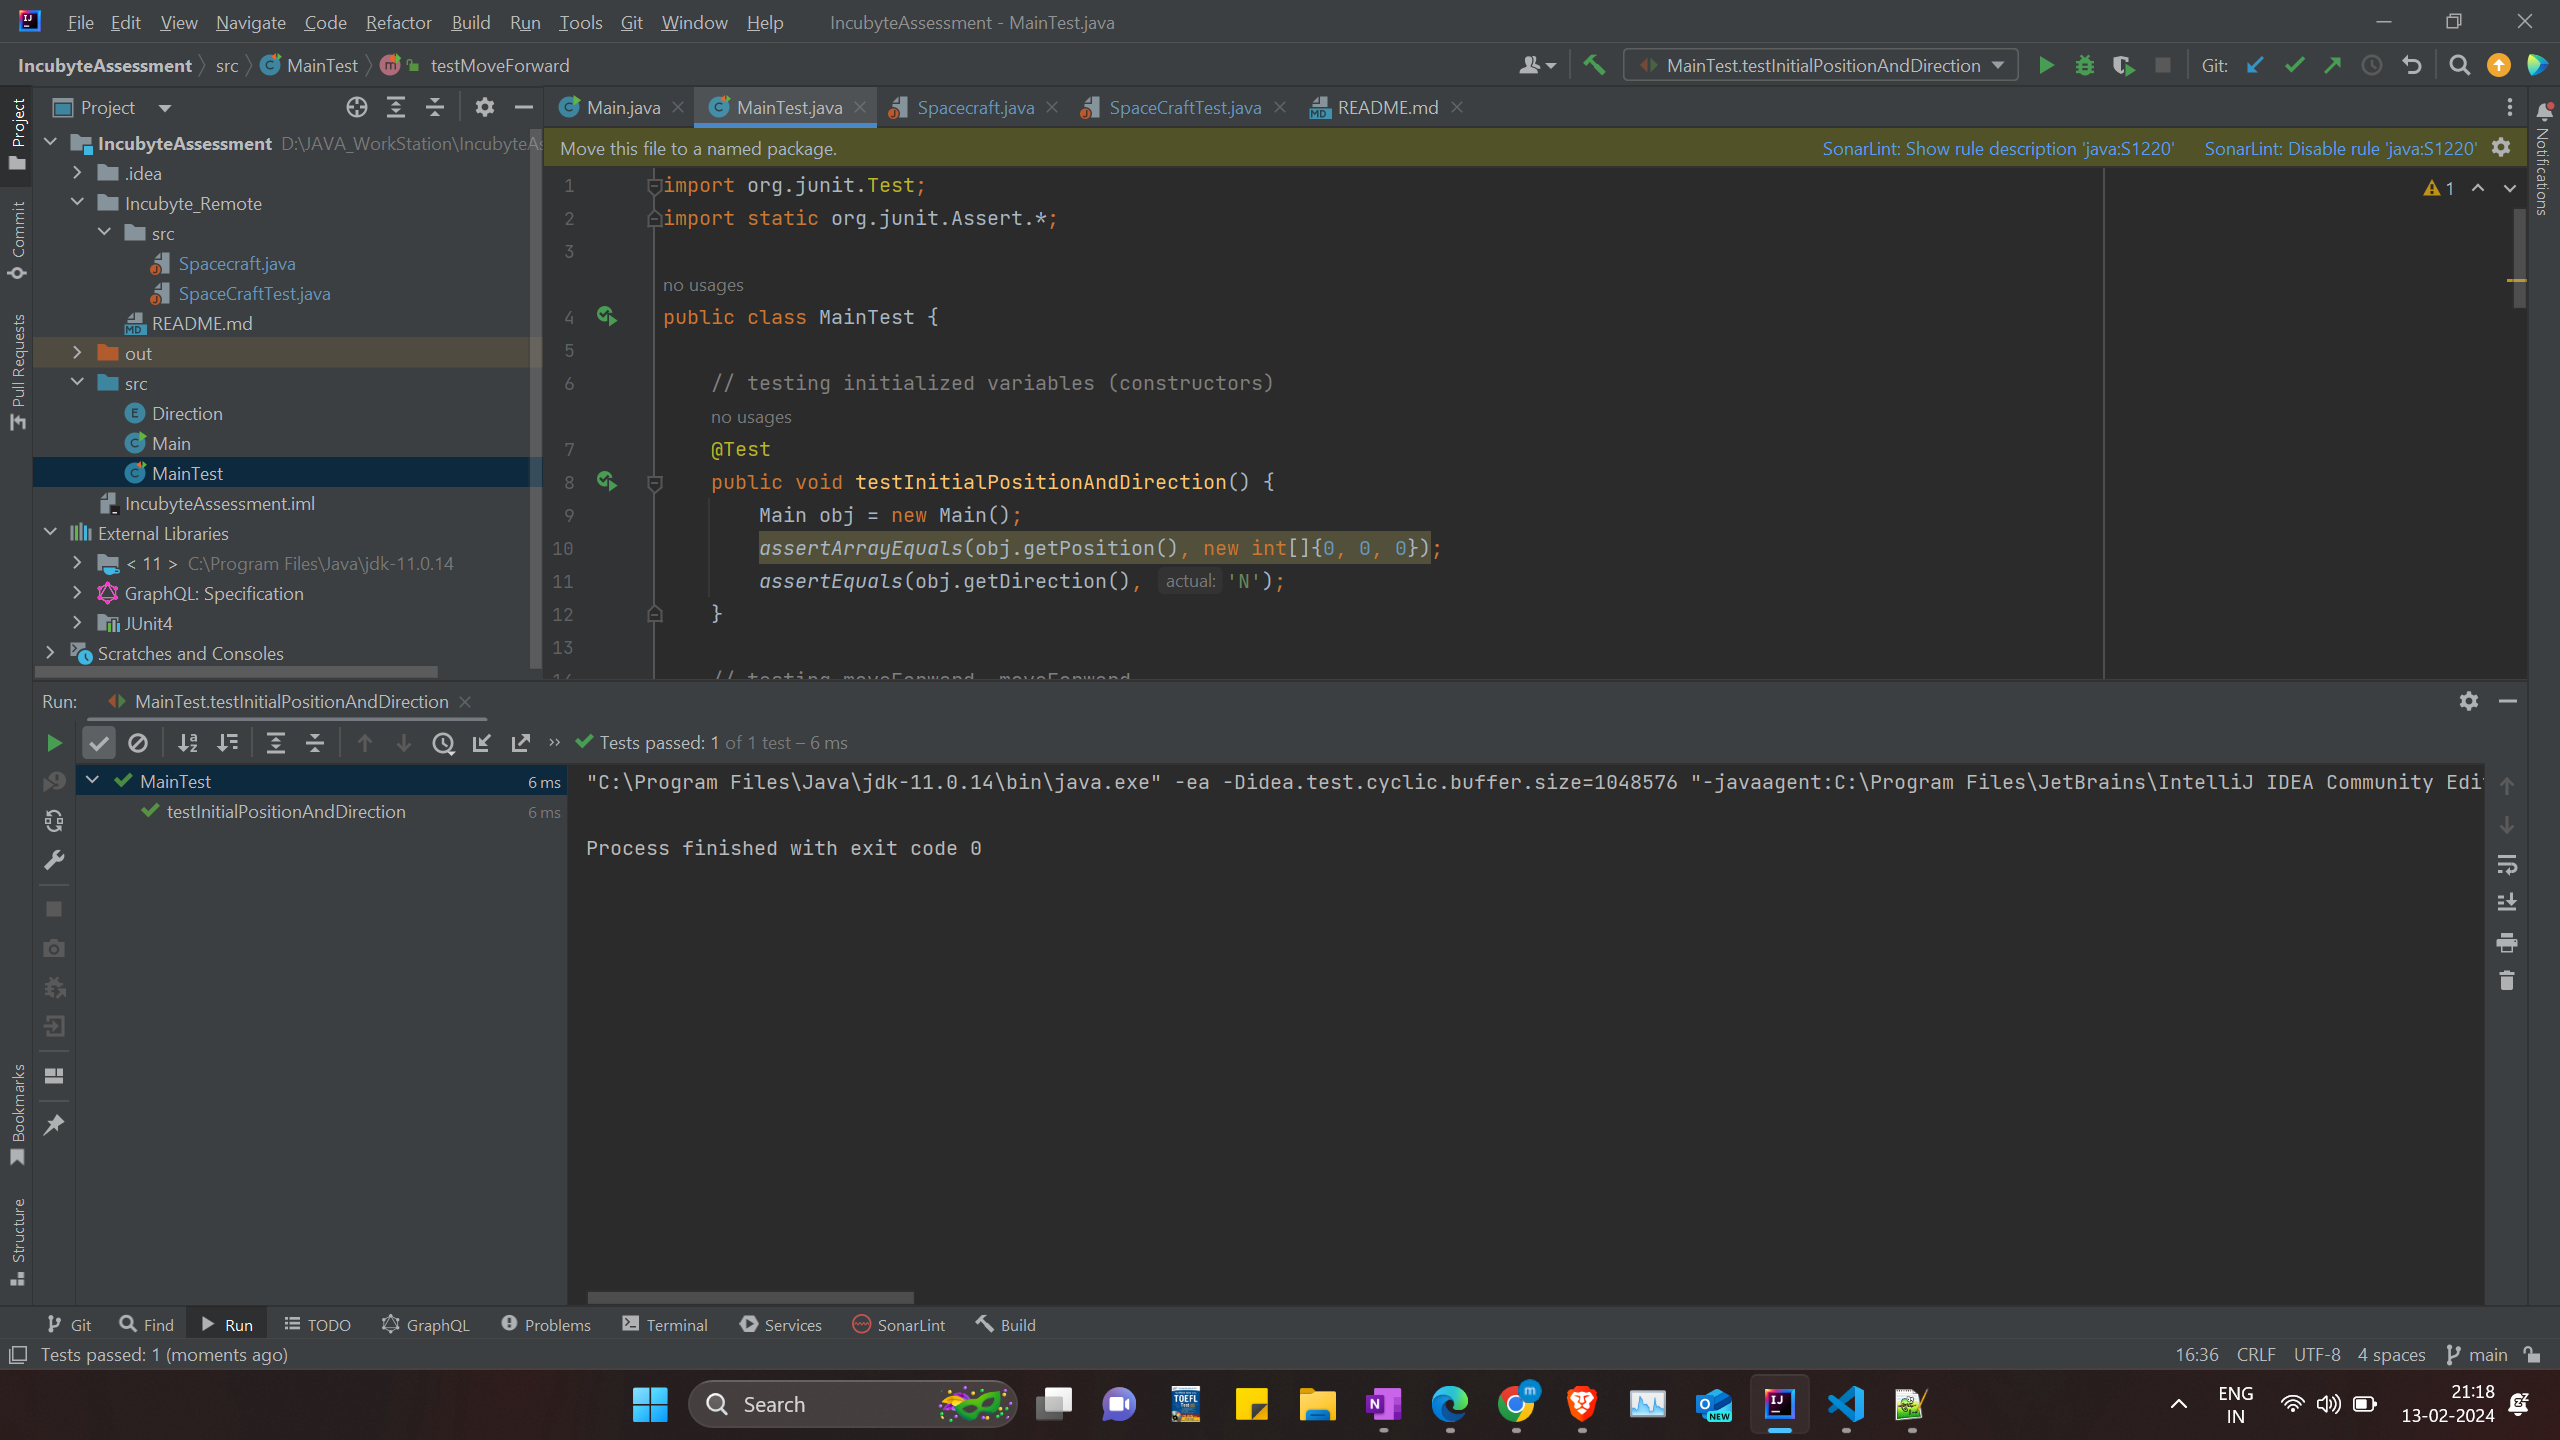 File Edit View Navigate Code Refactor Build Run Tools Git Window Help IncubyteAssessment - MainTest.java
IncubyteAssessment src MainTest testMoveForward MainTest.testInitialPositionAndDirection Git:
Project
Main.java MainTest.java Spacecraft.java SpaceCraftTest.java README.md
Move this file to a named package. SonarLint: Show rule description 'java:S1220' SonarLint: Disable rule 'java:S1220'
Project
Commit
Pull Requests
Bookmarks
Structure
Notifications
IncubyteAssessment D:\JAVA_WorkStation\IncubyteAs
.idea
Incubyte_Remote
src
Spacecraft.java
SpaceCraftTest.java
README.md
out
src
Direction
Main
MainTest
IncubyteAssessment.iml
External Libraries
< 11 > C:\Program Files\Java\jdk-11.0.14
GraphQL: Specification
JUnit4
Scratches and Consoles
1 import org.junit.Test;
2 import static org.junit.Assert.*;
3
no usages
4 public class MainTest {
5
6 // testing initialized variables (constructors)
no usages
7 @Test
8 public void testInitialPositionAndDirection() {
9 Main obj = new Main();
10 assertArrayEquals(obj.getPosition(), new int[]{0, 0, 0});
11 assertEquals(obj.getDirection(), actual: 'N');
12 }
13
14 // testing moveForward, moveForward
1
Run: MainTest.testInitialPositionAndDirection
Tests passed: 1 of 1 test – 6 ms
MainTest 6 ms
testInitialPositionAndDirection 6 ms
"C:\Program Files\Java\jdk-11.0.14\bin\java.exe" -ea -Didea.test.cyclic.buffer.size=1048576 "-javaagent:C:\Program Files\JetBrains\IntelliJ IDEA Community Edi
Process finished with exit code 0
Git Find Run TODO GraphQL Problems Terminal Services SonarLint Build
Tests passed: 1 (moments ago) 16:36 CRLF UTF-8 4 spaces main
Search
ENG
IN
21:18
13-02-2024